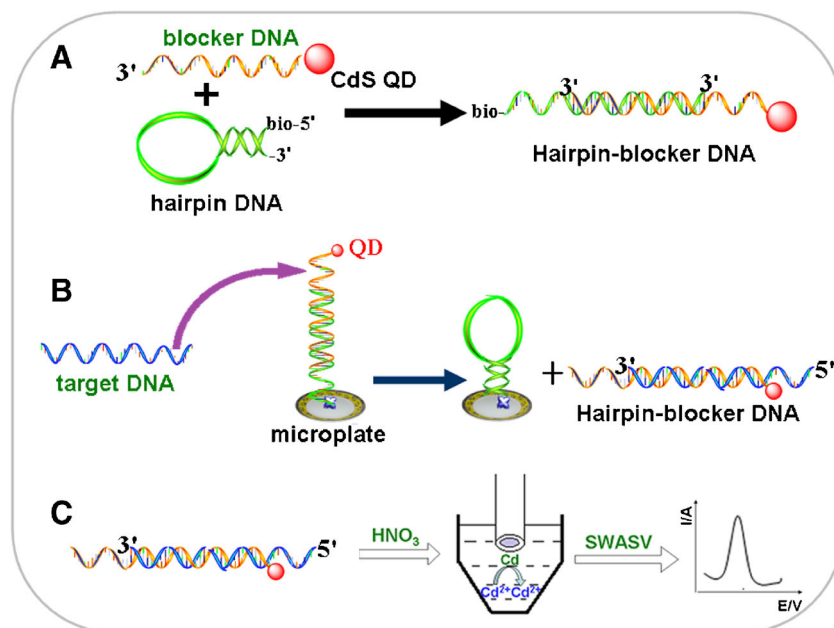 A
blocker DNA
3'
CdS QD
+
bio-5'
-3'
hairpin DNA
bio-
3'
3'
Hairpin-blocker DNA
B
QD
target DNA
microplate
+
3'
5'
Hairpin-blocker DNA
C
3'
5'
HNO₃
Cd
Cd²⁺Cd²⁺
SWASV
I/A
E/V